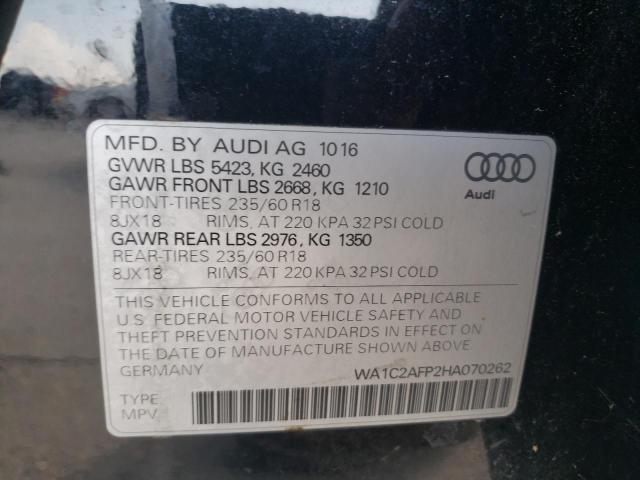 MFD. BY AUDI AG 1016
GVWR LBS 5423, KG 2460
GAWR FRONT LBS 2668, KG 1210
FRONT-TIRES 235/60 R18
8JX18 RIMS, AT 220 KPA 32 PSI COLD
GAWR REAR LBS 2976, KG 1350
REAR-TIRES 235/60 R18
8JX18 RIMS, AT 220 KPA 32 PSI COLD
Audi
THIS VEHICLE CONFORMS TO ALL APPLICABLE
U.S. FEDERAL MOTOR VEHICLE SAFETY AND
THEFT PREVENTION STANDARDS IN EFFECT ON
THE DATE OF MANUFACTURE SHOWN ABOVE.
GERMANY WA1C2AFP2HA070262
TYPE:
MPV